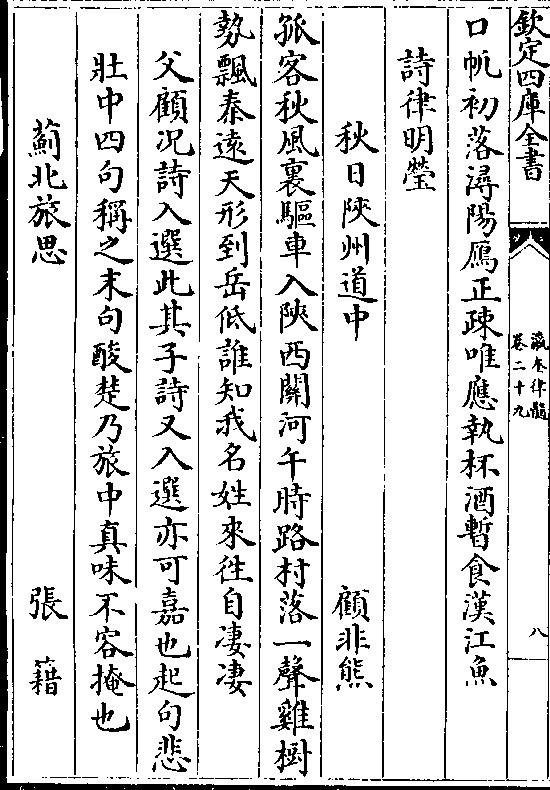 欽定四庫全書
瀛奎律髓
卷二十九
八
口帆初落潯陽鴈正疎唯應執杯酒暫食漢江魚
詩律明瑩
秋日陜州道中 顧非熊
孤客秋風裏驅車入陜西關河午時路村落一聲雞樹
勢飄秦遠天形到岳低誰知我名姓來徃自凄凄
父顧况詩入選此其子詩又入選亦可嘉也起句悲
壯中四句稱之末句酸楚乃旅中真味不容掩也
薊北旅思 張籍